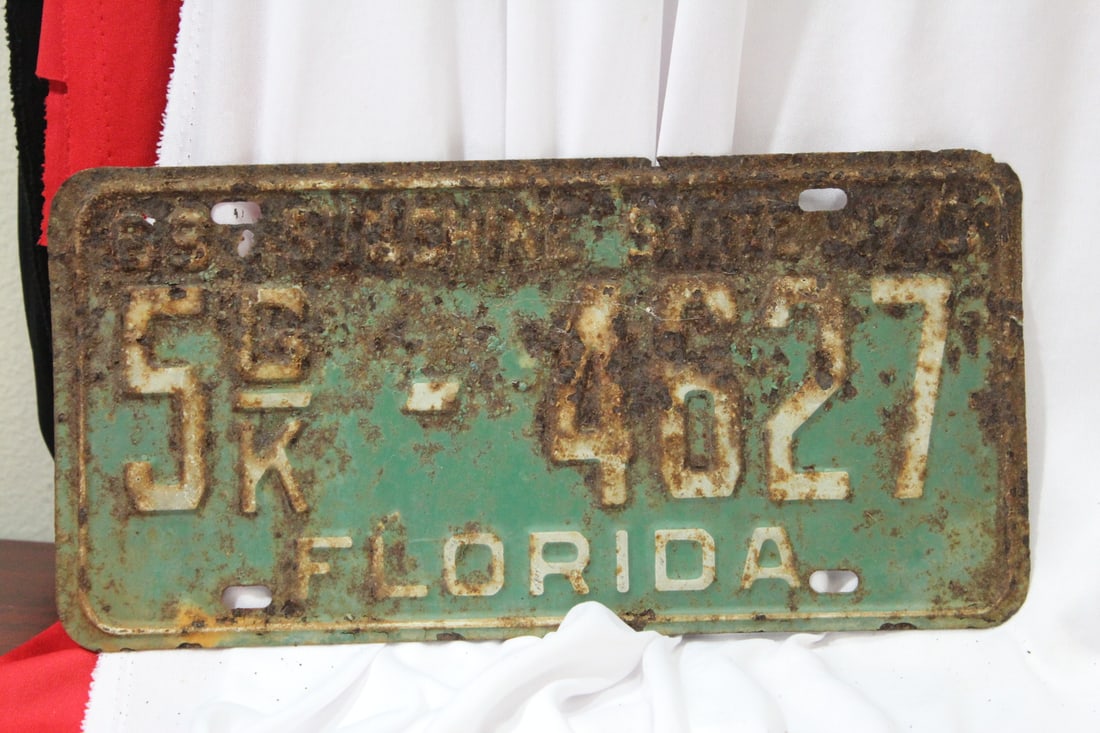 SUNSHINE STATE
5 G/K - 4627
FLORIDA